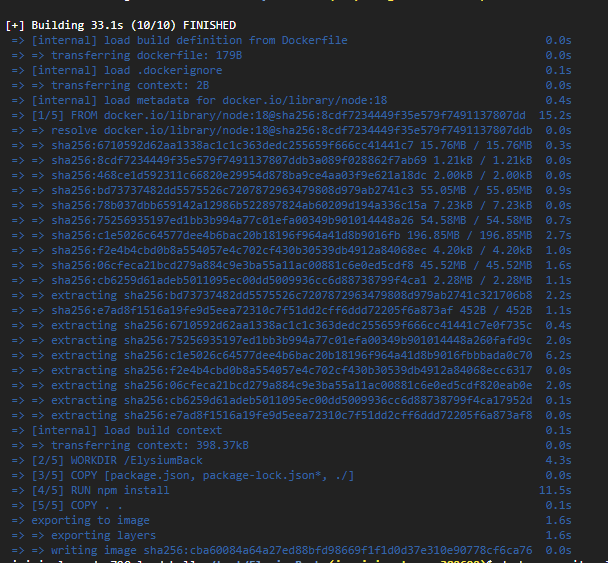 [+] Building 33.1s (10/10) FINISHED
=> [internal] load build definition from Dockerfile 0.0s
=> => transferring dockerfile: 179B 0.0s
=> [internal] load .dockerignore 0.1s
=> => transferring context: 2B 0.0s
=> [internal] load metadata for docker.io/library/node:18 0.4s
=> [1/5] FROM docker.io/library/node:18@sha256:8cdf7234449f35e579f7491137807dd 15.2s
=> => resolve docker.io/library/node:18@sha256:8cdf7234449f35e579f7491137807ddb 0.0s
=> => sha256:6710592d62aa1338ac1c1c363dedc255659f666cc41441c7 15.76MB / 15.76MB 0.3s
=> => sha256:8cdf7234449f35e579f7491137807ddb3a089f028862f7ab69 1.21kB / 1.21kB 0.0s
=> => sha256:468ce1d592311c66820e29954d878ba9ce4aa03f9e621a18dc 2.00kB / 2.00kB 0.0s
=> => sha256:bd73737482dd5575526c7207872963479808d979ab2741c3 55.05MB / 55.05MB 0.9s
=> => sha256:78b037dbb659142a12986b522897824ab60209d194a336c15a 7.23kB / 7.23kB 0.0s
=> => sha256:75256935197ed1bb3b994a77c01efa00349b901014448a26 54.58MB / 54.58MB 0.7s
=> => sha256:c1e5026c64577dee4b6bac20b18196f964a41d8b9016fb 196.85MB / 196.85MB 2.7s
=> => sha256:f2e4b4cbd0b8a554057e4c702cf430b30539db4912a84068ec 4.20kB / 4.20kB 1.0s
=> => sha256:06cfeca21bcd279a884c9e3ba55a11ac00881c6e0ed5cdf8 45.52MB / 45.52MB 1.6s
=> => sha256:cb6259d61adeb5011095ec00dd5009936cc6d88738799f4ca1 2.28MB / 2.28MB 1.1s
=> => extracting sha256:bd73737482dd5575526c7207872963479808d979ab2741c321706b8 2.2s
=> => sha256:e7ad8f1516a19fe9d5eea72310c7f51dd2cff6ddd72205f6a873af 452B / 452B 1.1s
=> => extracting sha256:6710592d62aa1338ac1c1c363dedc255659f666cc41441c7e0f735c 0.4s
=> => extracting sha256:75256935197ed1bb3b994a77c01efa00349b901014448a260fafd9c 2.0s
=> => extracting sha256:c1e5026c64577dee4b6bac20b18196f964a41d8b9016fbbbada0c70 6.2s
=> => extracting sha256:f2e4b4cbd0b8a554057e4c702cf430b30539db4912a84068ecc6317 0.0s
=> => extracting sha256:06cfeca21bcd279a884c9e3ba55a11ac00881c6e0ed5cdf820eab0e 2.0s
=> => extracting sha256:cb6259d61adeb5011095ec00dd5009936cc6d88738799f4ca17952d 0.1s
=> => extracting sha256:e7ad8f1516a19fe9d5eea72310c7f51dd2cff6ddd72205f6a873af8 0.0s
=> [internal] load build context 0.1s
=> => transferring context: 398.37kB 0.0s
=> [2/5] WORKDIR /ElysiumBack 4.3s
=> [3/5] COPY [package.json, package-lock.json*, ./] 0.0s
=> [4/5] RUN npm install 11.5s
=> [5/5] COPY . . 0.1s
=> exporting to image 1.6s
=> => exporting layers 1.6s
=> => writing image sha256:cba60084a64a27ed88bfd98669f1f1d0d37e310e90778cf6ca76 0.0s